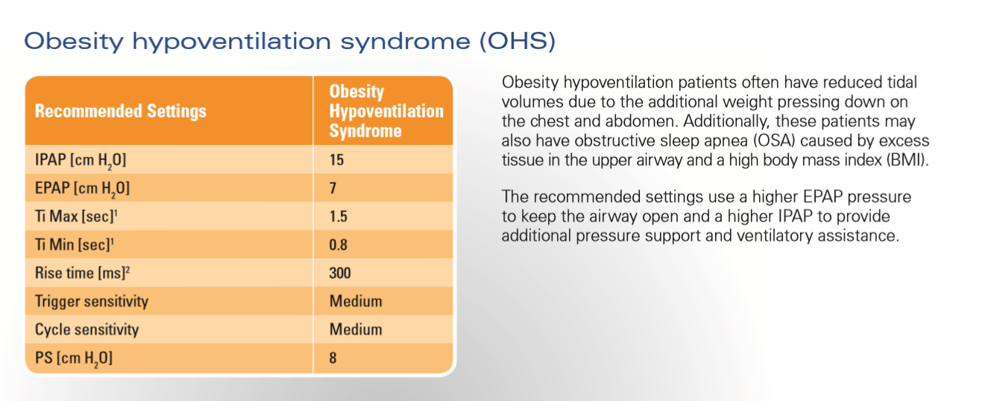 Obesity hypoventilation syndrome (OHS)
Recommended Settings
Obesity
Hypoventilation
Syndrome
IPAP [cm H₂O] 15
EPAP [cm H₂O] 7
Ti Max [sec]¹ 1.5
Ti Min [sec]¹ 0.8
Rise time [ms]² 300
Trigger sensitivity Medium
Cycle sensitivity Medium
PS [cm H₂O] 8
Obesity hypoventilation patients often have reduced tidal
volumes due to the additional weight pressing down on
the chest and abdomen. Additionally, these patients may
also have obstructive sleep apnea (OSA) caused by excess
tissue in the upper airway and a high body mass index (BMI).
The recommended settings use a higher EPAP pressure
to keep the airway open and a higher IPAP to provide
additional pressure support and ventilatory assistance.